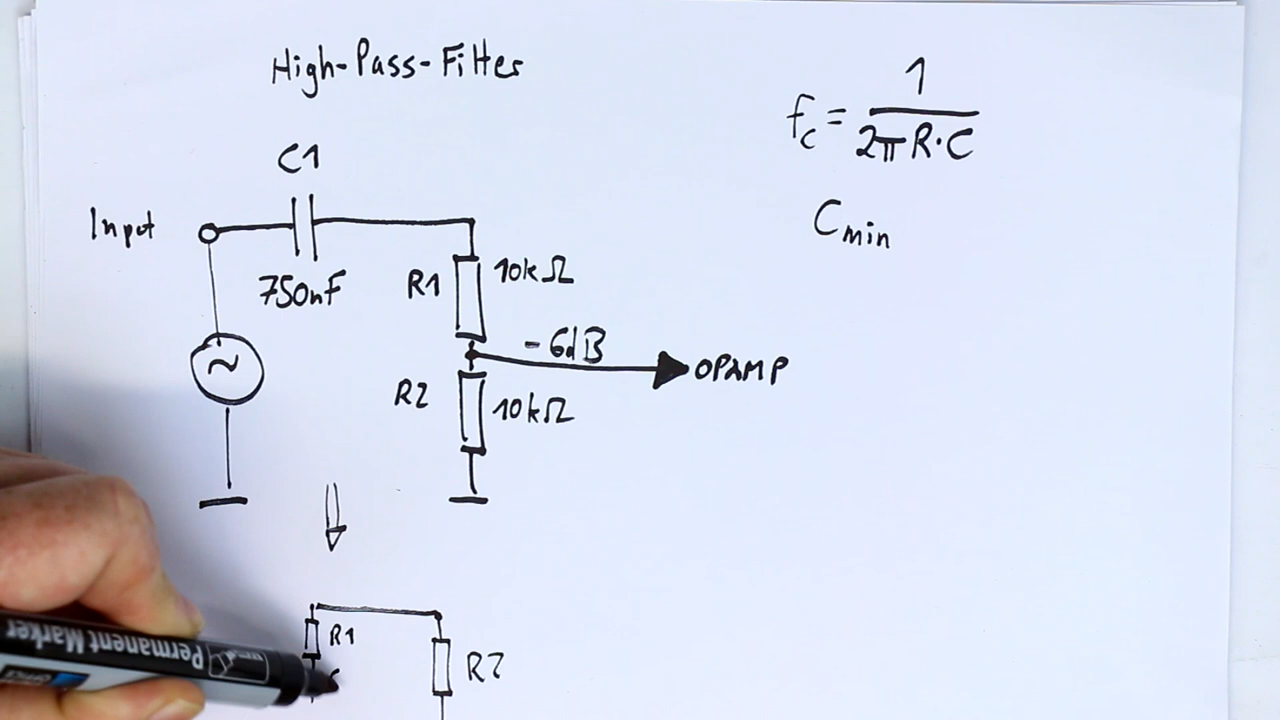 High-Pass-Filter
fc = 1
2πR·C
C1
Input
Cmin
750nF
R1 10kΩ
-6dB
OPAMP
R2 10kΩ
R1
R2
Permanent Marker
OFFICE